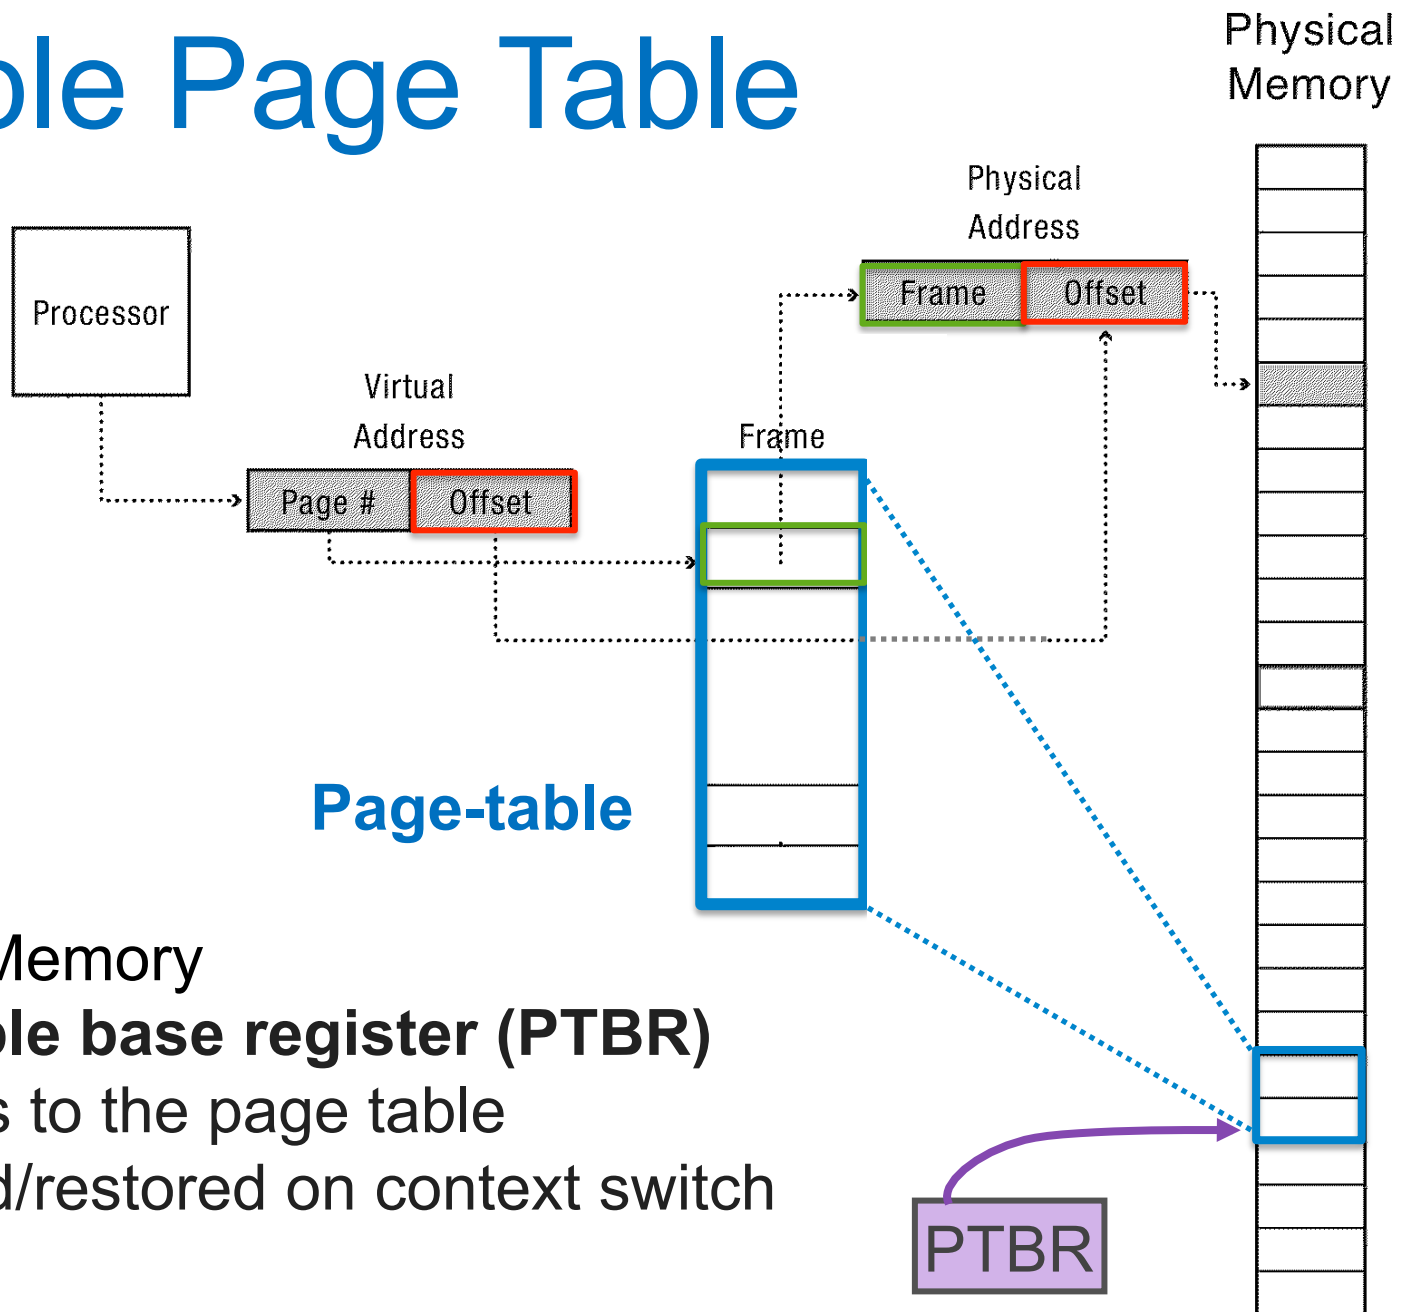 ble Page Table
Physical
Memory
Physical
Address
Frame Offset
Processor
Virtual
Address
Page # Offset
Frame
Page-table
Memory
ble base register (PTBR)
s to the page table
d/restored on context switch
PTBR